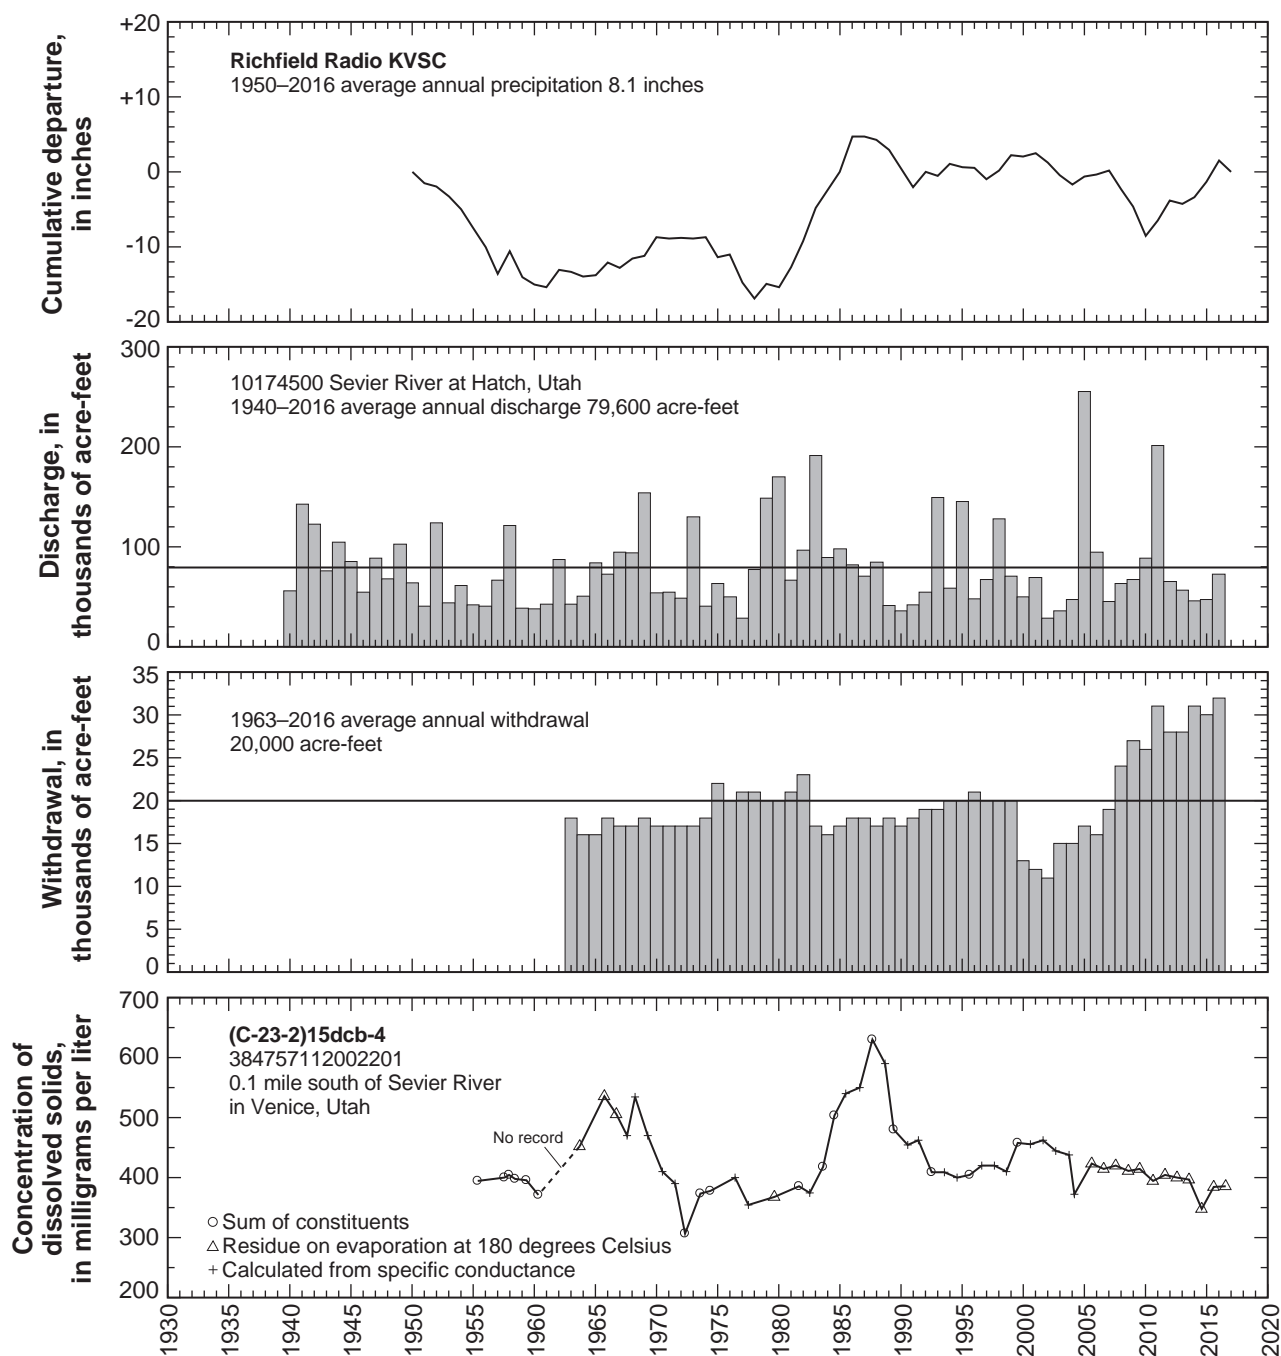 Cumulative departure,
in inches
+20
+10
0
-10
-20
Richfield Radio KVSC
1950–2016 average annual precipitation 8.1 inches
Discharge, in
thousands of acre-feet
300
200
100
0
10174500 Sevier River at Hatch, Utah
1940–2016 average annual discharge 79,600 acre-feet
Withdrawal, in
thousands of acre-feet
35
30
25
20
15
10
5
0
1963–2016 average annual withdrawal
20,000 acre-feet
Concentration of
dissolved solids,
in milligrams per liter
700
600
500
400
300
200
(C-23-2)15dcb-4
384757112002201
0.1 mile south of Sevier River
in Venice, Utah
No record
Sum of constituents
Residue on evaporation at 180 degrees Celsius
Calculated from specific conductance
1930
1935
1940
1945
1950
1955
1960
1965
1970
1975
1980
1985
1990
1995
2000
2005
2010
2015
2020